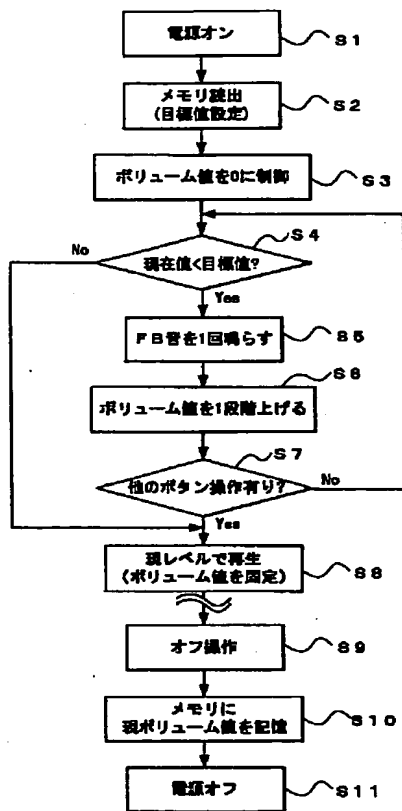 電源オン
S1
メモリ読出
(目標値設定)
S2
ボリューム値を0に制御
S3
S4
No
現在値<目標値?
Yes
FB音を1回鳴らす
S5
S6
ボリューム値を1段階上げる
S7
他のボタン操作有り?
No
Yes
現レベルで再生
(ボリューム値を固定)
S8
オフ操作
S9
メモリに
現ボリューム値を記憶
S10
電源オフ
S11